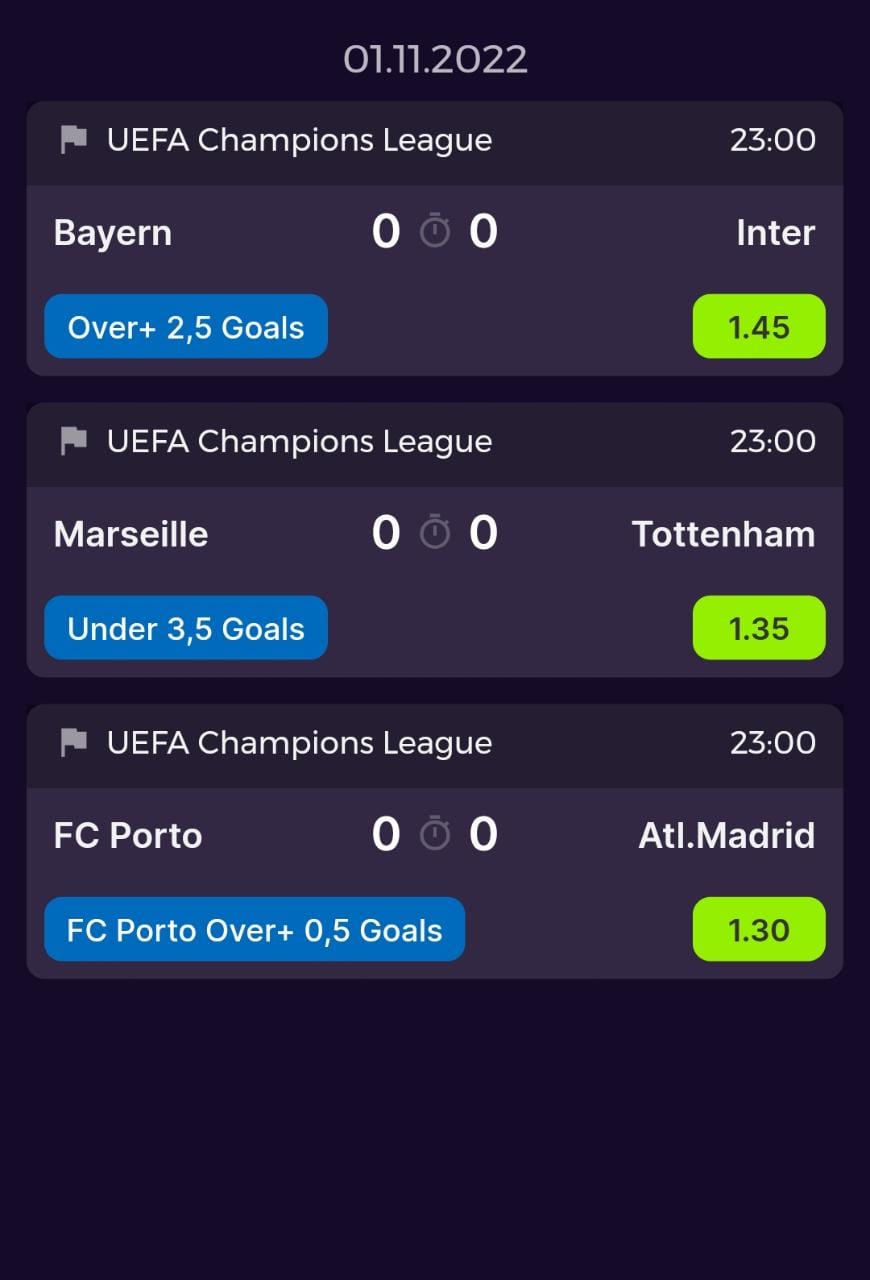 01.11.2022
UEFA Champions League 23:00
Bayern 0 0 Inter
Over+ 2,5 Goals 1.45
UEFA Champions League 23:00
Marseille 0 0 Tottenham
Under 3,5 Goals 1.35
UEFA Champions League 23:00
FC Porto 0 0 Atl.Madrid
FC Porto Over+ 0,5 Goals 1.30